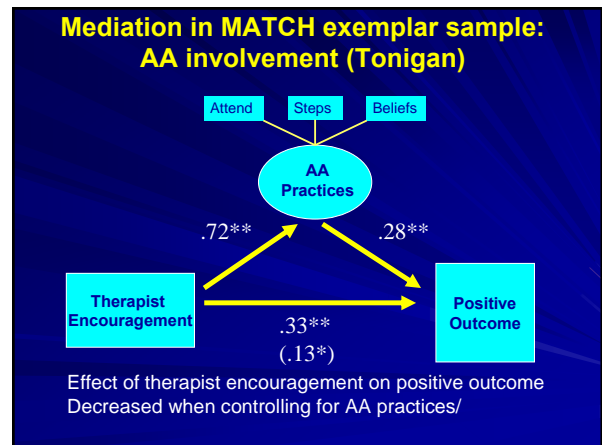 Mediation in MATCH exemplar sample:
AA involvement (Tonigan)
Attend
Steps
Beliefs
AA
Practices
.72**
.28**
Therapist
Encouragement
Positive
Outcome
.33**
(.13*)
Effect of therapist encouragement on positive outcome
Decreased when controlling for AA practices/